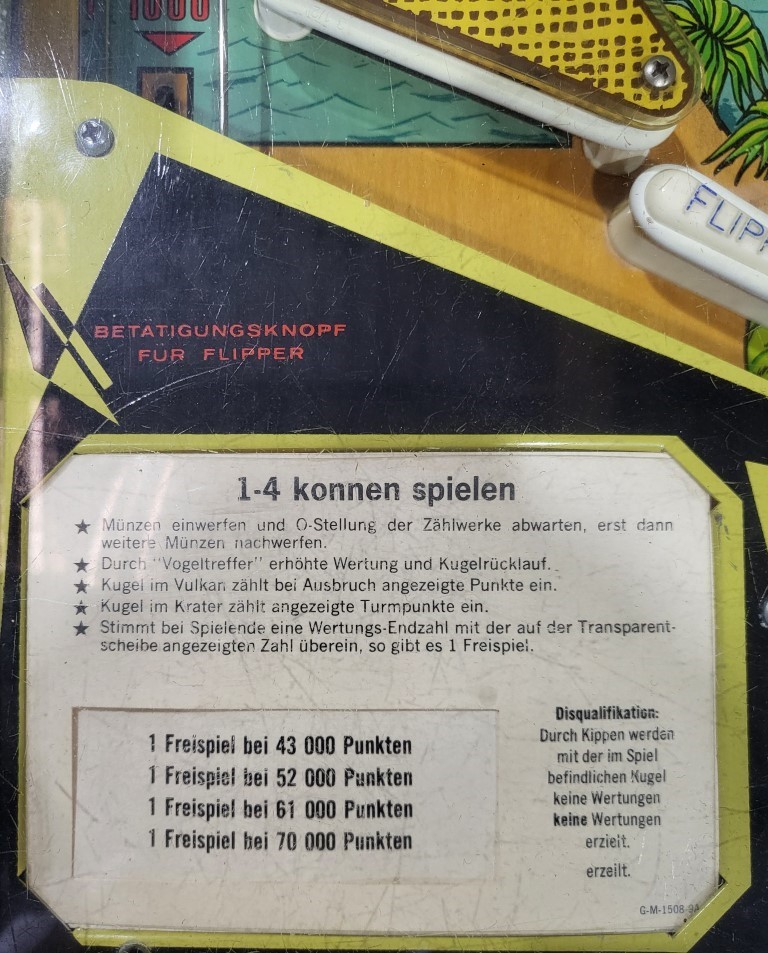 1000
FLIPP
BETATIGUNGSKNOPF
FUR FLIPPER
1-4 konnen spielen
★ Münzen einwerfen und O-Stellung der Zählwerke abwarten, erst dann
weitere Münzen nachwerfen.
★ Durch "Vogeltreffer" erhöhte Wertung und Kugelrücklauf.
★ Kugel im Vulkan zählt bei Ausbruch angezeigte Punkte ein.
★ Kugel im Krater zählt angezeigte Turmpunkte ein.
★ Stimmt bei Spielende eine Wertungs-Endzahl mit der auf der Transparent-
scheibe angezeigten Zahl überein, so gibt es 1 Freispiel.
1 Freispiel bei 43 000 Punkten
1 Freispiel bei 52 000 Punkten
1 Freispiel bei 61 000 Punkten
1 Freispiel bei 70 000 Punkten
Disqualifikation:
Durch Kippen werden
mit der im Spiel
befindlichen Kugel
keine Wertungen
keine Wertungen
erzielt.
erzeilt.
G-M-1508-9A